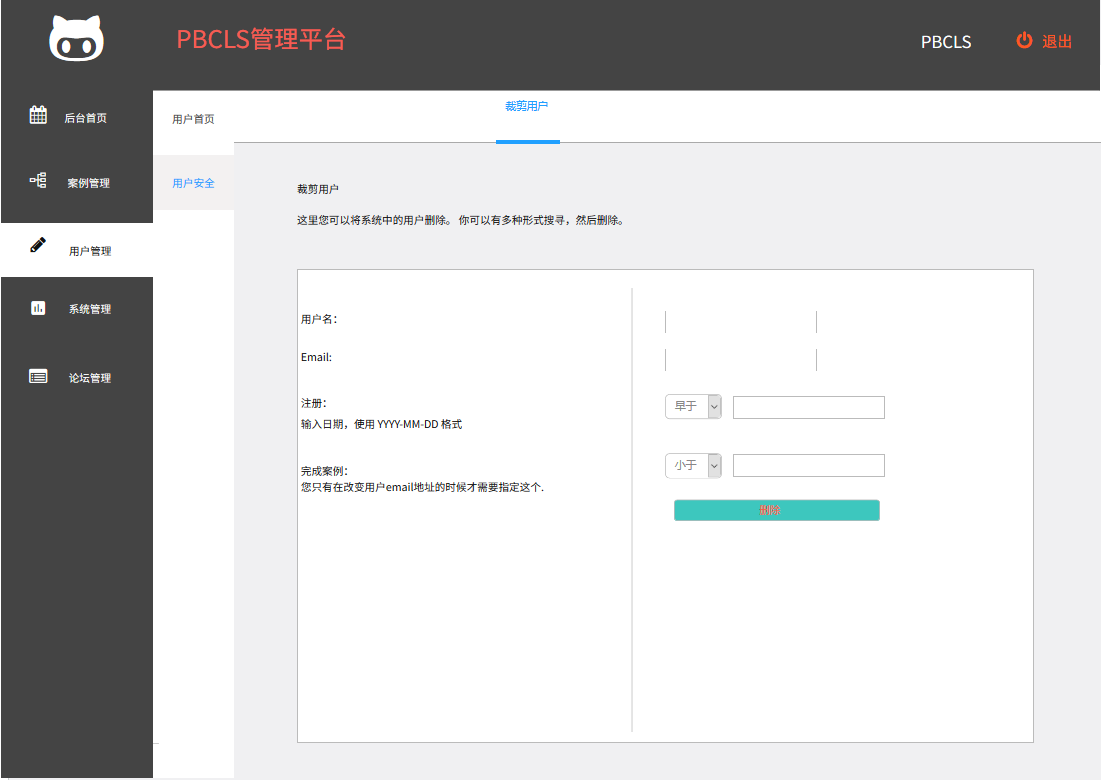 PBCLS管理平台
PBCLS
退出
后台首页
案例管理
用户管理
系统管理
论坛管理
用户首页
用户安全
裁剪用户
裁剪用户
这里您可以将系统中的用户删除。 你可以有多种形式搜寻，然后删除。
用户名：
Email:
注册：
输入日期，使用 YYYY-MM-DD 格式
早于
完成案例：
您只有在改变用户email地址的时候才需要指定这个.
小于
删除